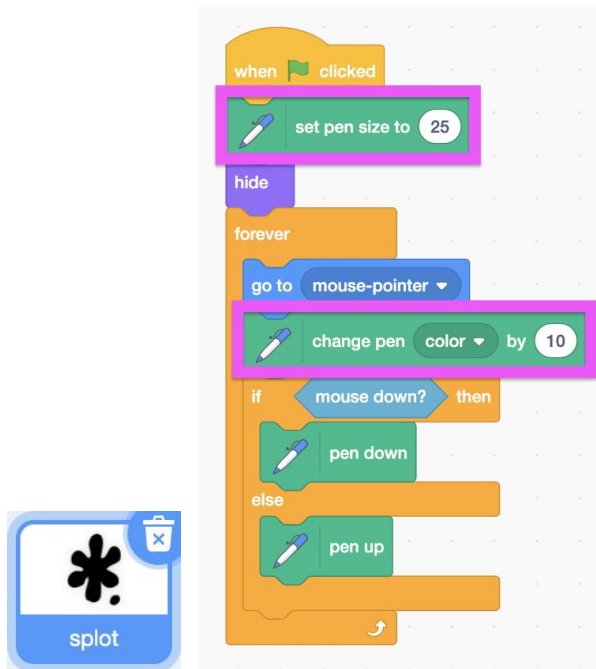 when clicked
set pen size to 25
hide
forever
go to mouse-pointer
change pen color by 10
if mouse down? then
pen down
else
pen up
splot